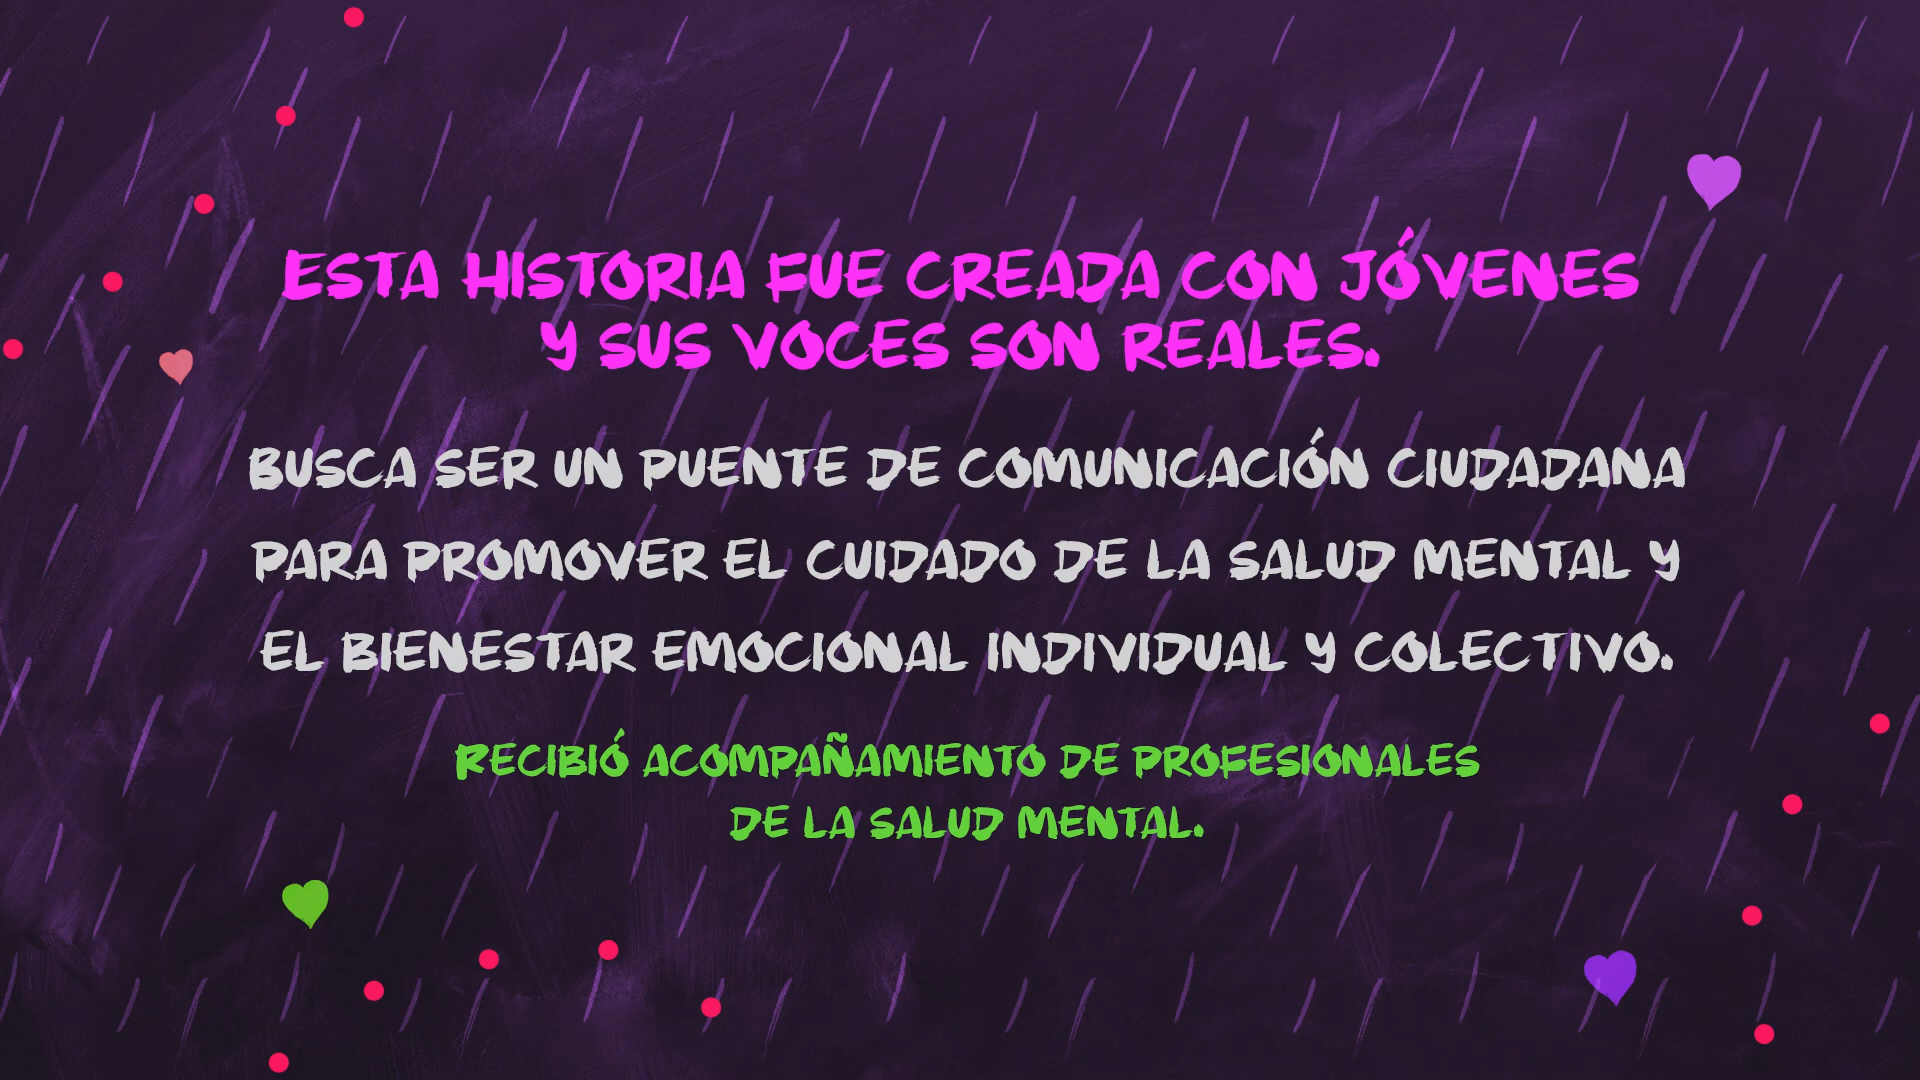 ESTA HISTORIA FUE CREADA CON JÓVENES
Y SUS VOCES SON REALES.
BUSCA SER UN PUENTE DE COMUNICACIÓN CIUDADANA
PARA PROMOVER EL CUIDADO DE LA SALUD MENTAL Y
EL BIENESTAR EMOCIONAL INDIVIDUAL Y COLECTIVO.
RECIBIÓ ACOMPAÑAMIENTO DE PROFESIONALES
DE LA SALUD MENTAL.